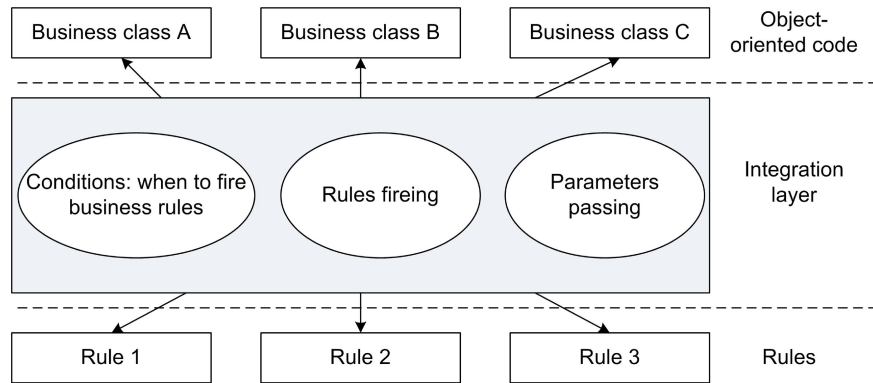 Business class A
Business class B
Business class C
Object-
oriented code
Conditions: when to fire
business rules
Rules fireing
Parameters
passing
Integration
layer
Rule 1
Rule 2
Rule 3
Rules